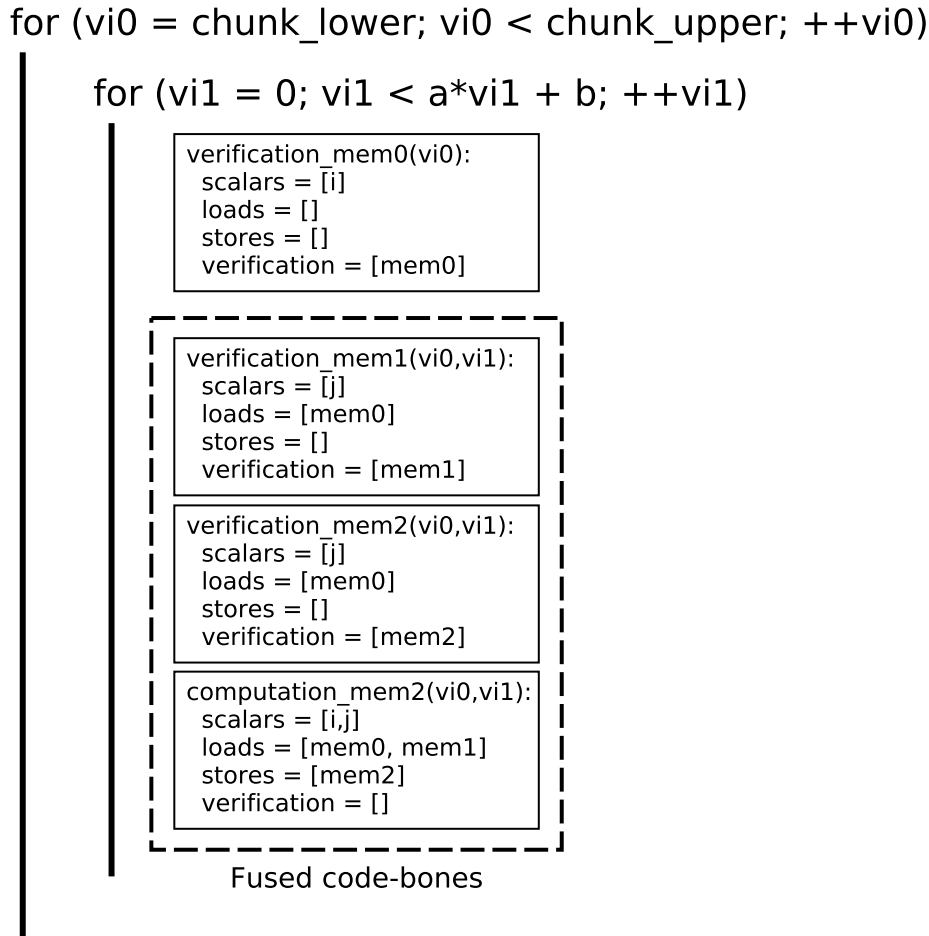 for (vi0 = chunk_lower; vi0 < chunk_upper; ++vi0)
for (vi1 = 0; vi1 < a*vi1 + b; ++vi1)
verification_mem0(vi0):
scalars = [i]
loads = []
stores = []
verification = [mem0]
verification_mem1(vi0,vi1):
scalars = [j]
loads = [mem0]
stores = []
verification = [mem1]
verification_mem2(vi0,vi1):
scalars = [j]
loads = [mem0]
stores = []
verification = [mem2]
computation_mem2(vi0,vi1):
scalars = [i,j]
loads = [mem0, mem1]
stores = [mem2]
verification = []
Fused code-bones